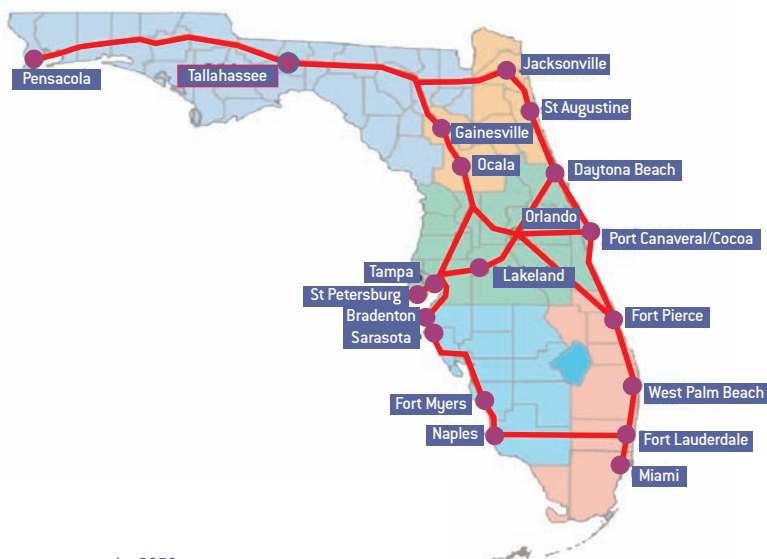 Pensacola
Tallahassee
Jacksonville
St Augustine
Gainesville
Ocala
Daytona Beach
Orlando
Port Canaveral/Cocoa
Tampa
Lakeland
St Petersburg
Bradenton
Fort Pierce
Sarasota
West Palm Beach
Fort Myers
Naples
Fort Lauderdale
Miami